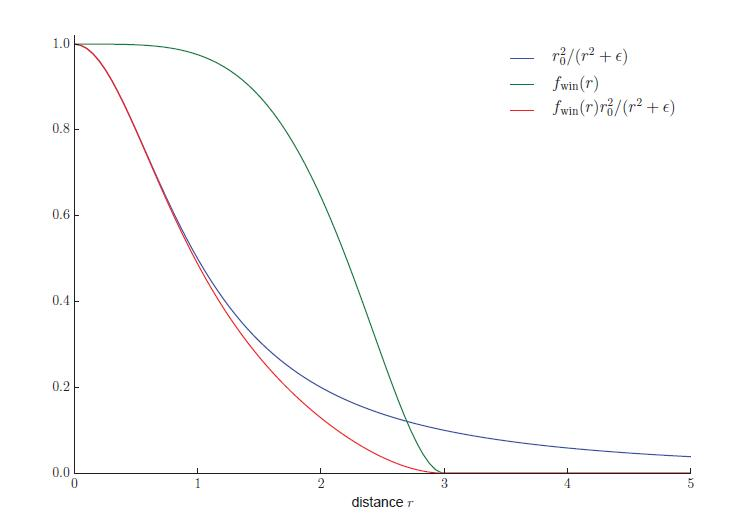 1.0
0.8
0.6
0.4
0.2
0.0
0 1 2 3 4 5
distance r
r₀²/(r² + ϵ)
f_win(r)
f_win(r)r₀²/(r² + ϵ)